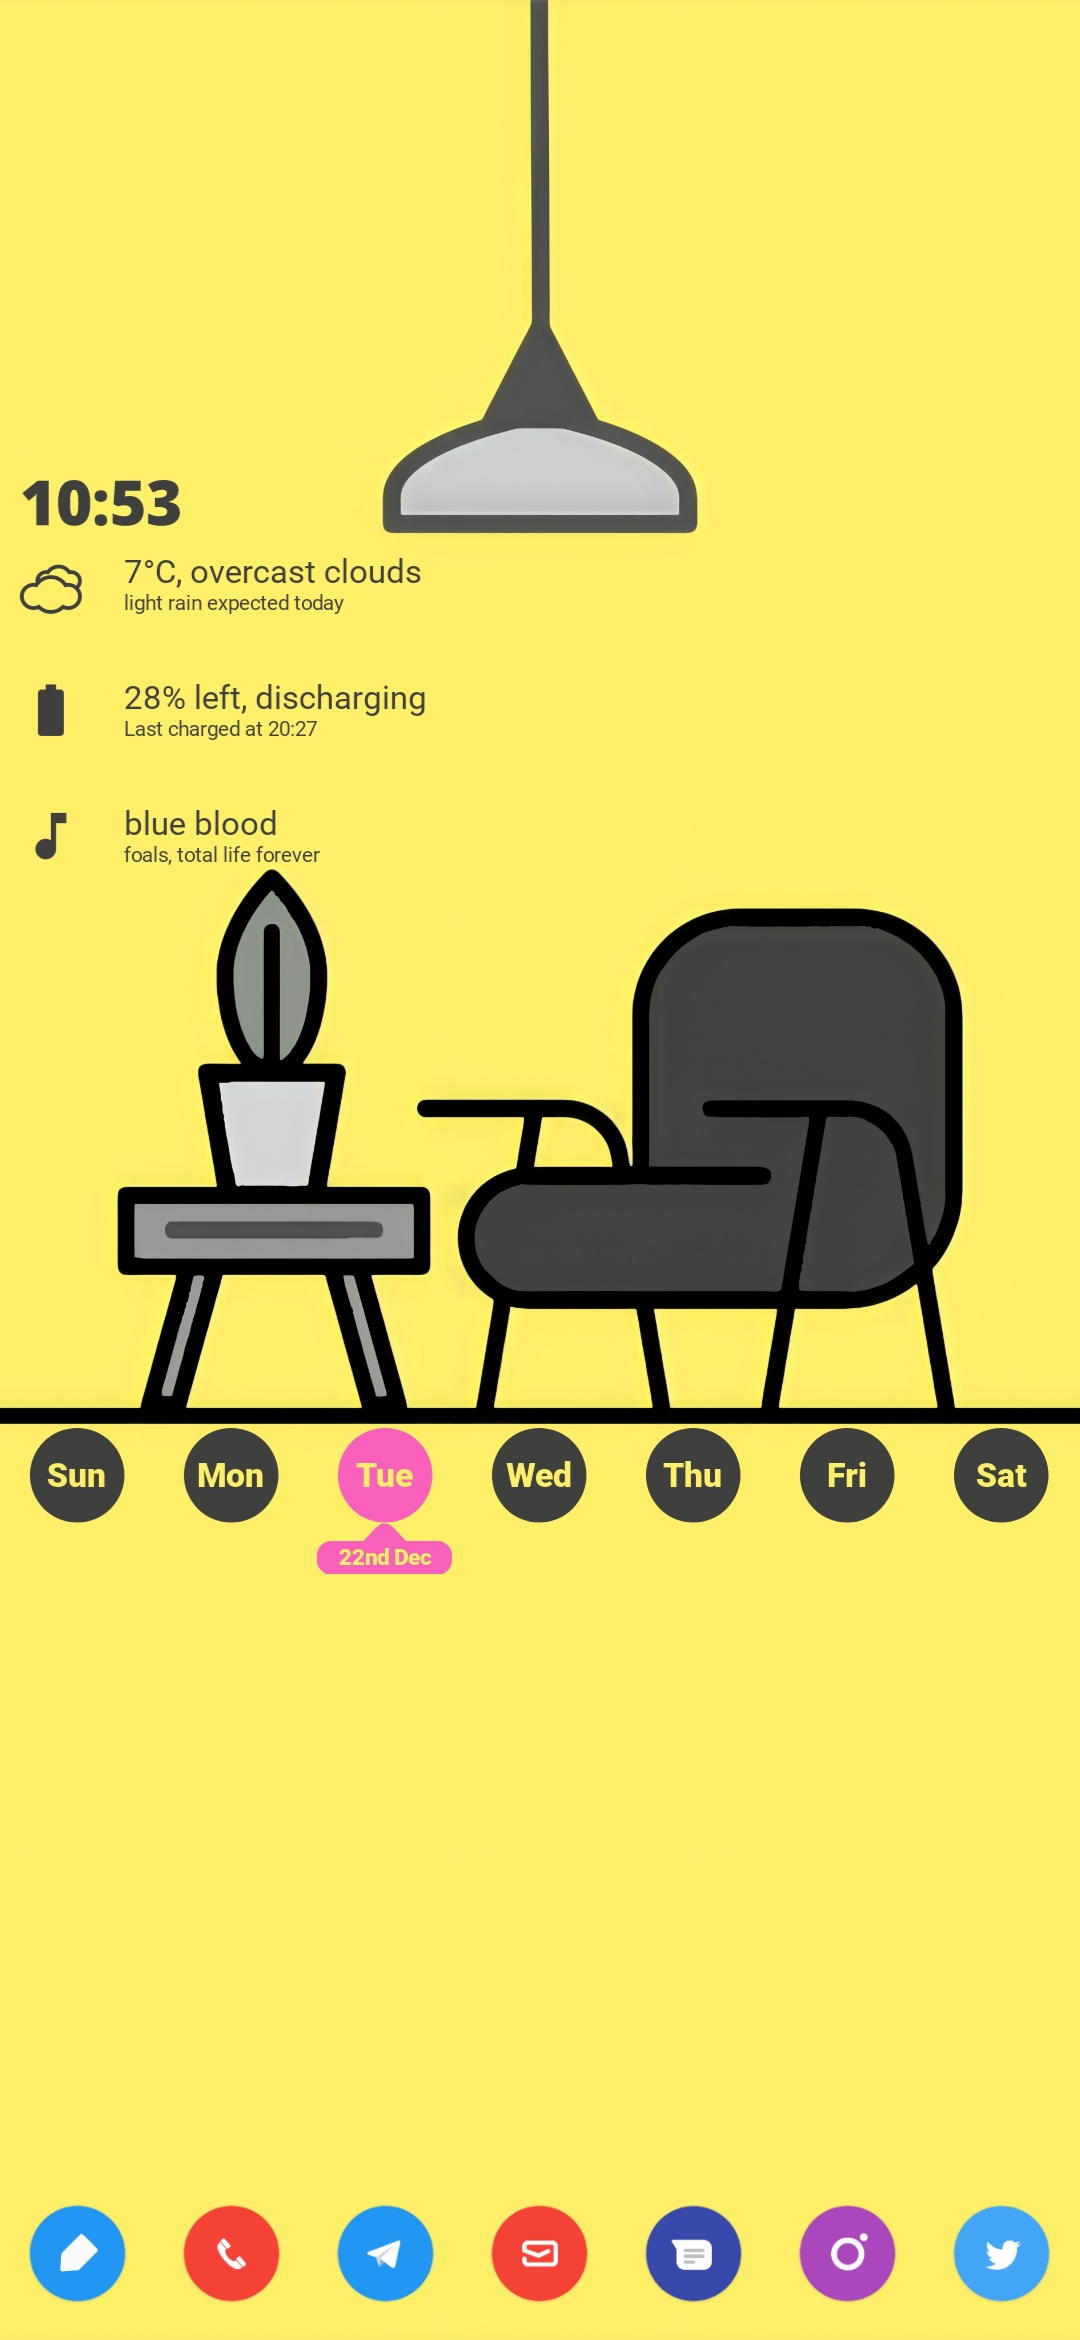 10:53
7°C, overcast clouds
light rain expected today
28% left, discharging
Last charged at 20:27
blue blood
foals, total life forever
Sun Mon Tue Wed Thu Fri Sat
22nd Dec